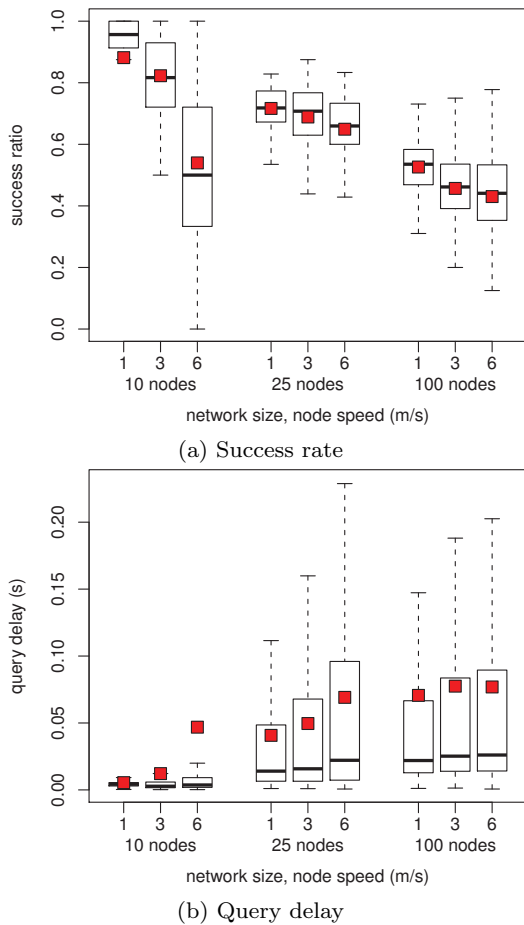 1.0
0.8
0.6
0.4
0.2
0.0
success ratio
1 3 6 1 3 6 1 3 6
10 nodes 25 nodes 100 nodes
network size, node speed (m/s)
(a) Success rate
0.20
0.15
0.10
0.05
0.00
query delay (s)
1 3 6 1 3 6 1 3 6
10 nodes 25 nodes 100 nodes
network size, node speed (m/s)
(b) Query delay